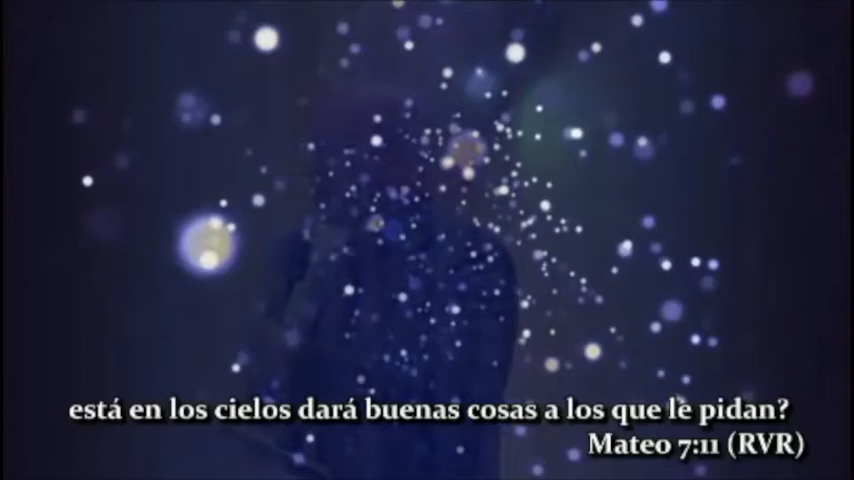 está en los cielos dará buenas cosas a los que le pidan?
Mateo 7:11 (RVR)